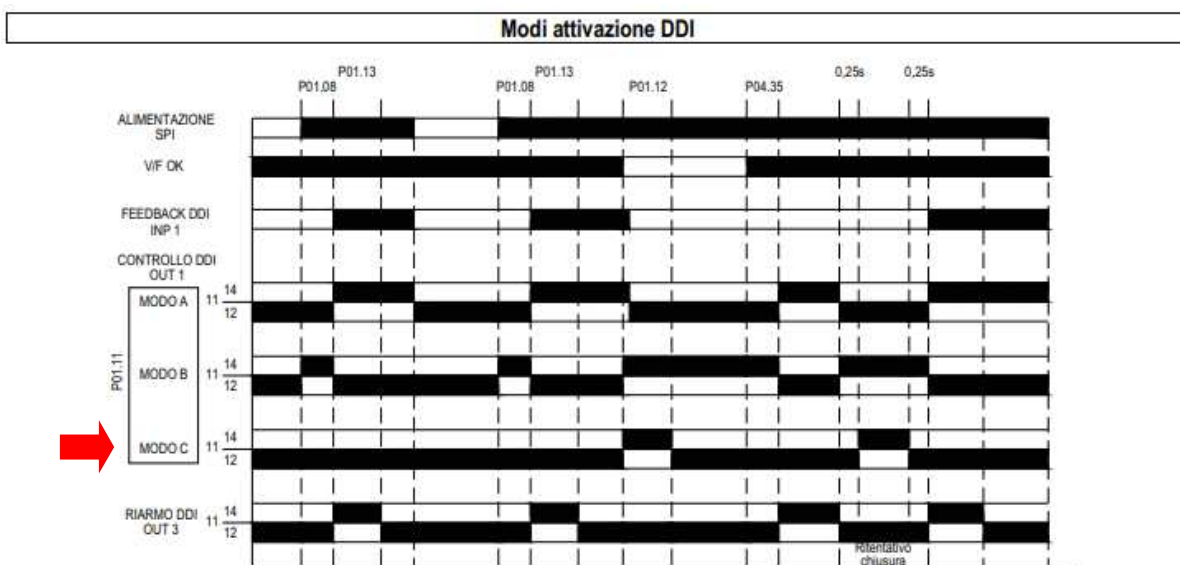 Modi attivazione DDI
P01.13 P01.13 0,25s 0,25s
P01.08 P01.08 P01.12 P04.35
ALIMENTAZIONE
SPI
V/F OK
FEEDBACK DDI
INP 1
CONTROLLO DDI
OUT 1
P01.11
MODO A 11 14
12
MODO B 11 14
12
MODO C 11 14
12
RIARMO DDI
OUT 3 11 14
12
Ritentativo
chiusura